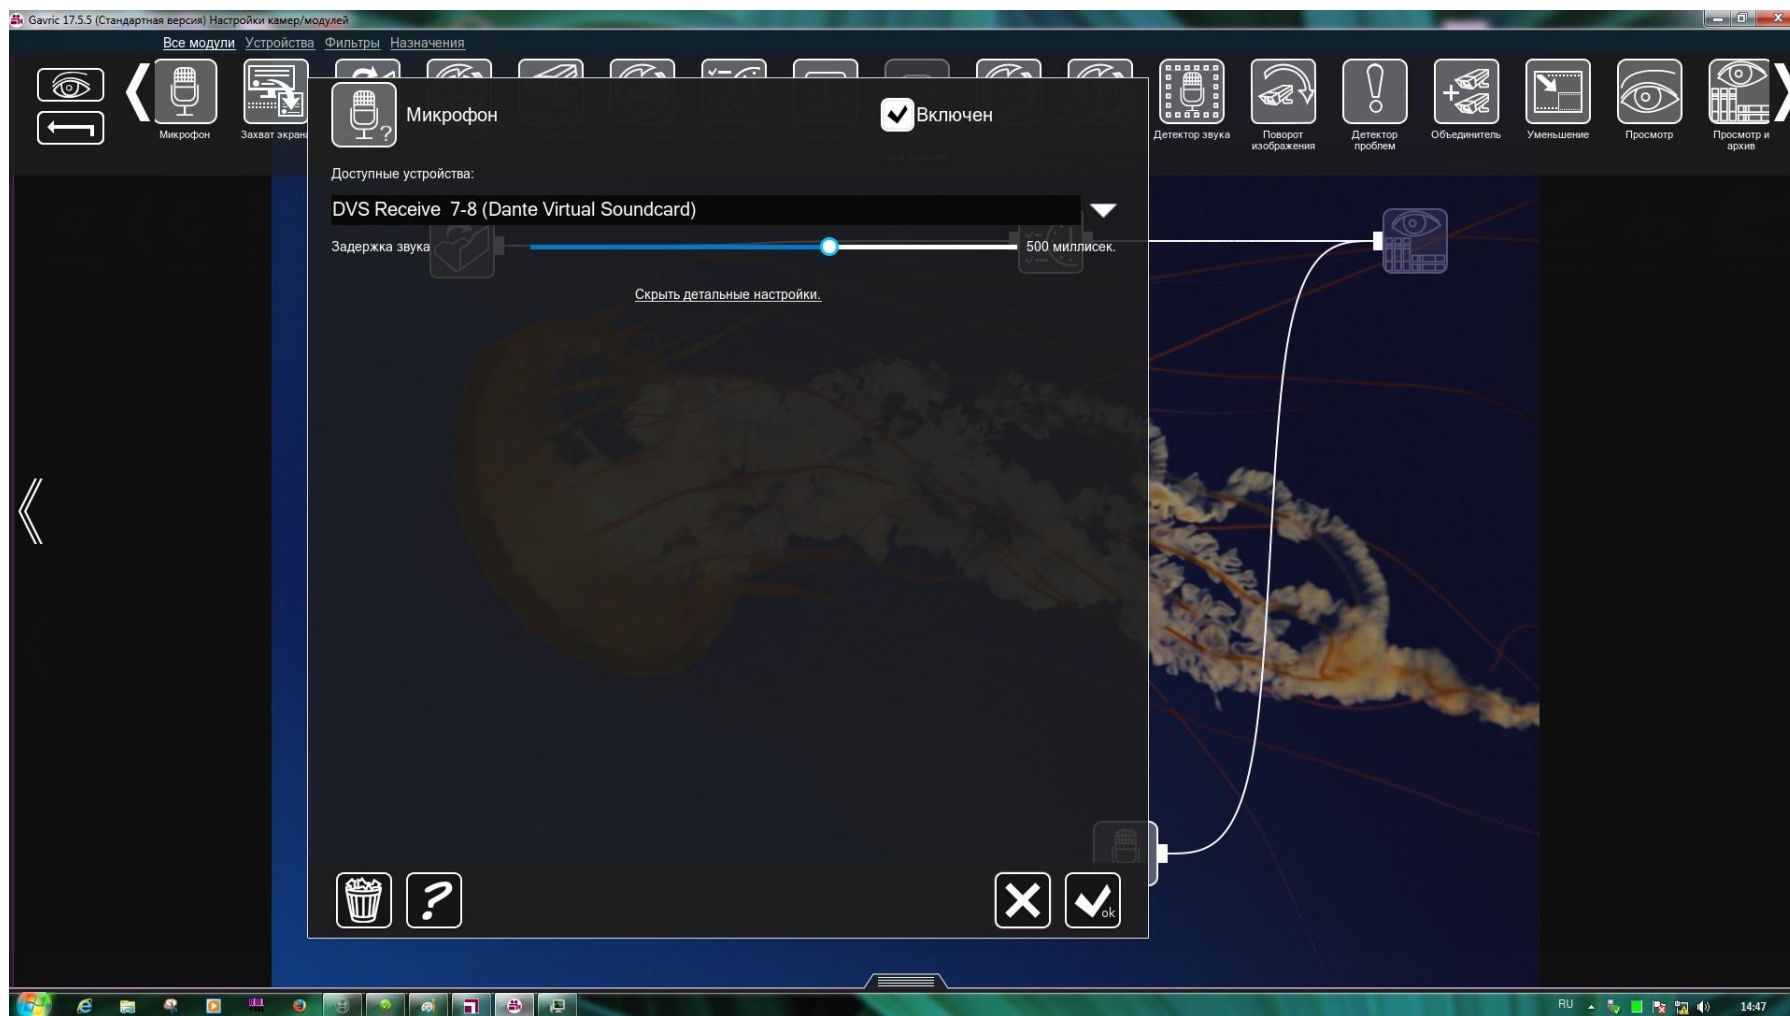 Gavric 17.5.5 (Стандартная версия) Настройки камер/модулей
Все модули Устройства Фильтры Назначения
Микрофон
Захват экрана
Детектор звука
Поворот изображения
Детектор проблем
Объединитель
Уменьшение
Просмотр
Просмотр и архив
?
Микрофон
Включен
Доступные устройства:
DVS Receive 7-8 (Dante Virtual Soundcard)
Задержка звука
500 миллисек.
Скрыть детальные настройки.
?
ok
RU
14:47